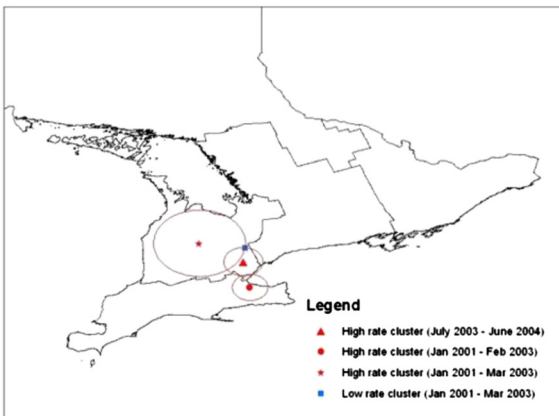 Legend
High rate cluster (July 2003 - June 2004)
High rate cluster (Jan 2001 - Feb 2003)
High rate cluster (Jan 2001 - Mar 2003)
Low rate cluster (Jan 2001 - Mar 2003)